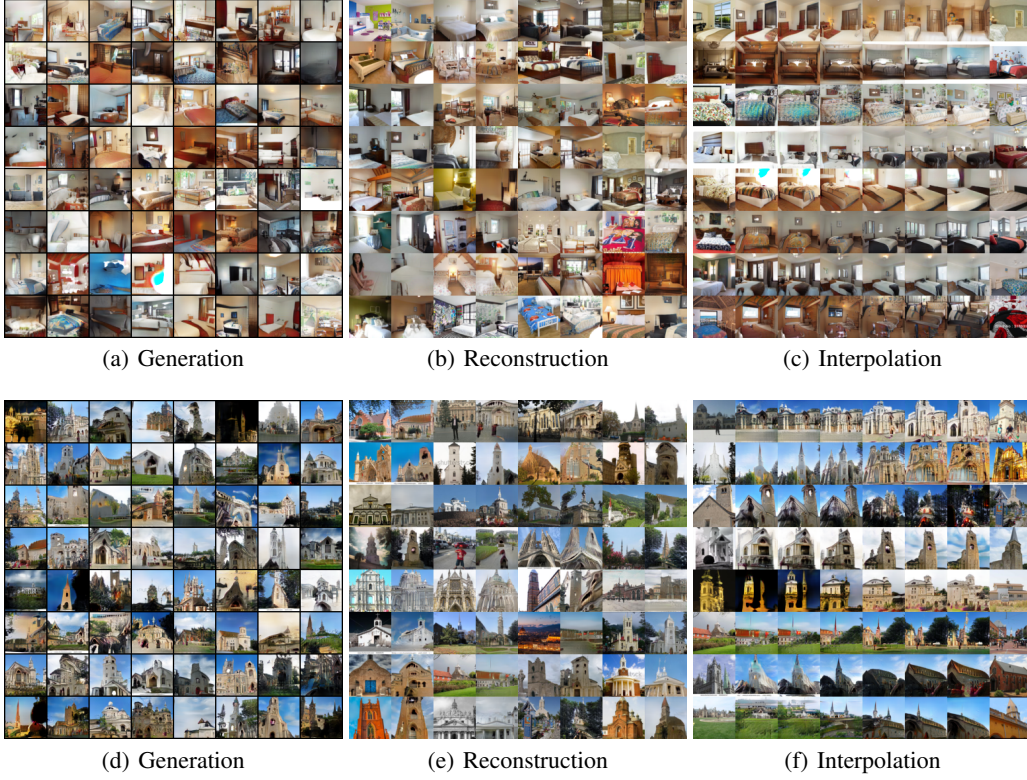 (a) Generation
(b) Reconstruction
(c) Interpolation
(d) Generation
(e) Reconstruction
(f) Interpolation